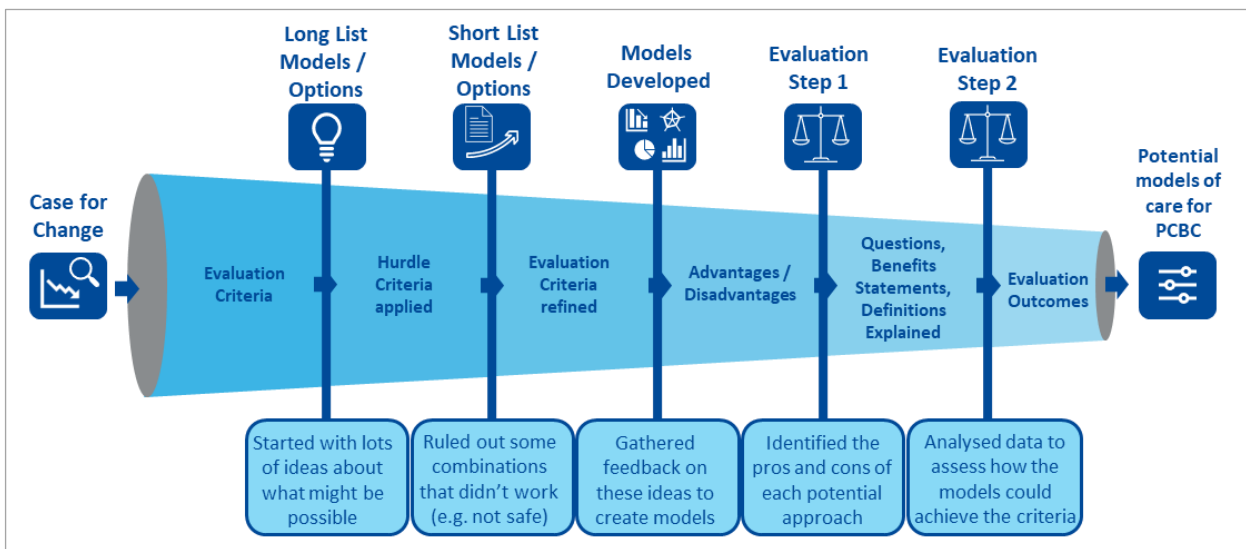 Long List
Models /
Options
Short List
Models /
Options
Models
Developed
Evaluation
Step 1
Evaluation
Step 2
Case for
Change
Potential
models of
care for
PCBC
Evaluation
Criteria
Hurdle
Criteria
applied
Evaluation
Criteria
refined
Advantages /
Disadvantages
Questions,
Benefits
Statements,
Definitions
Explained
Evaluation
Outcomes
Started with lots
of ideas about
what might be
possible
Ruled out some
combinations
that didn't work
(e.g. not safe)
Gathered
feedback on
these ideas to
create models
Identified the
pros and cons of
each potential
approach
Analysed data to
assess how the
models could
achieve the criteria